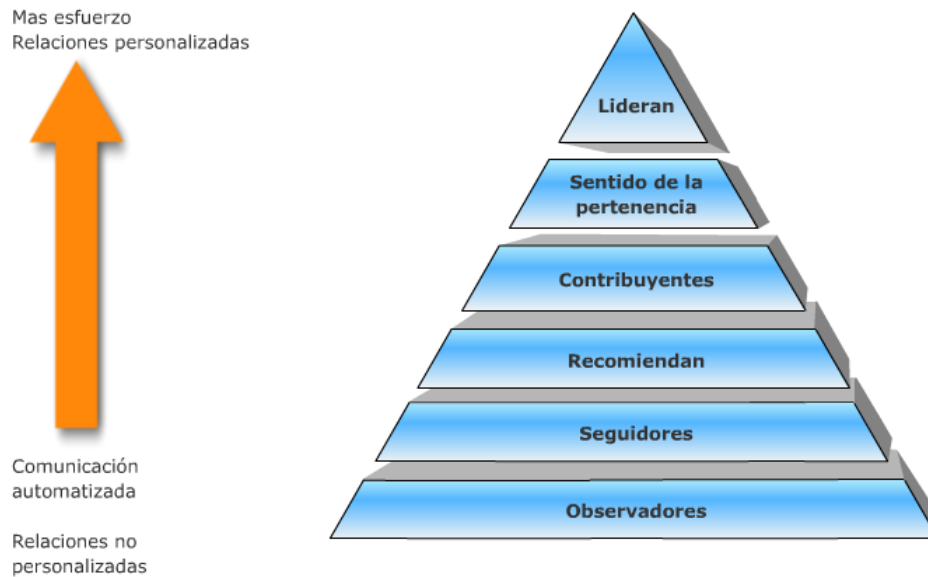 Mas esfuerzo
Relaciones personalizadas
Lideran
Sentido de la
pertenencia
Contribuyentes
Recomiendan
Seguidores
Comunicación
automatizada
Observadores
Relaciones no
personalizadas